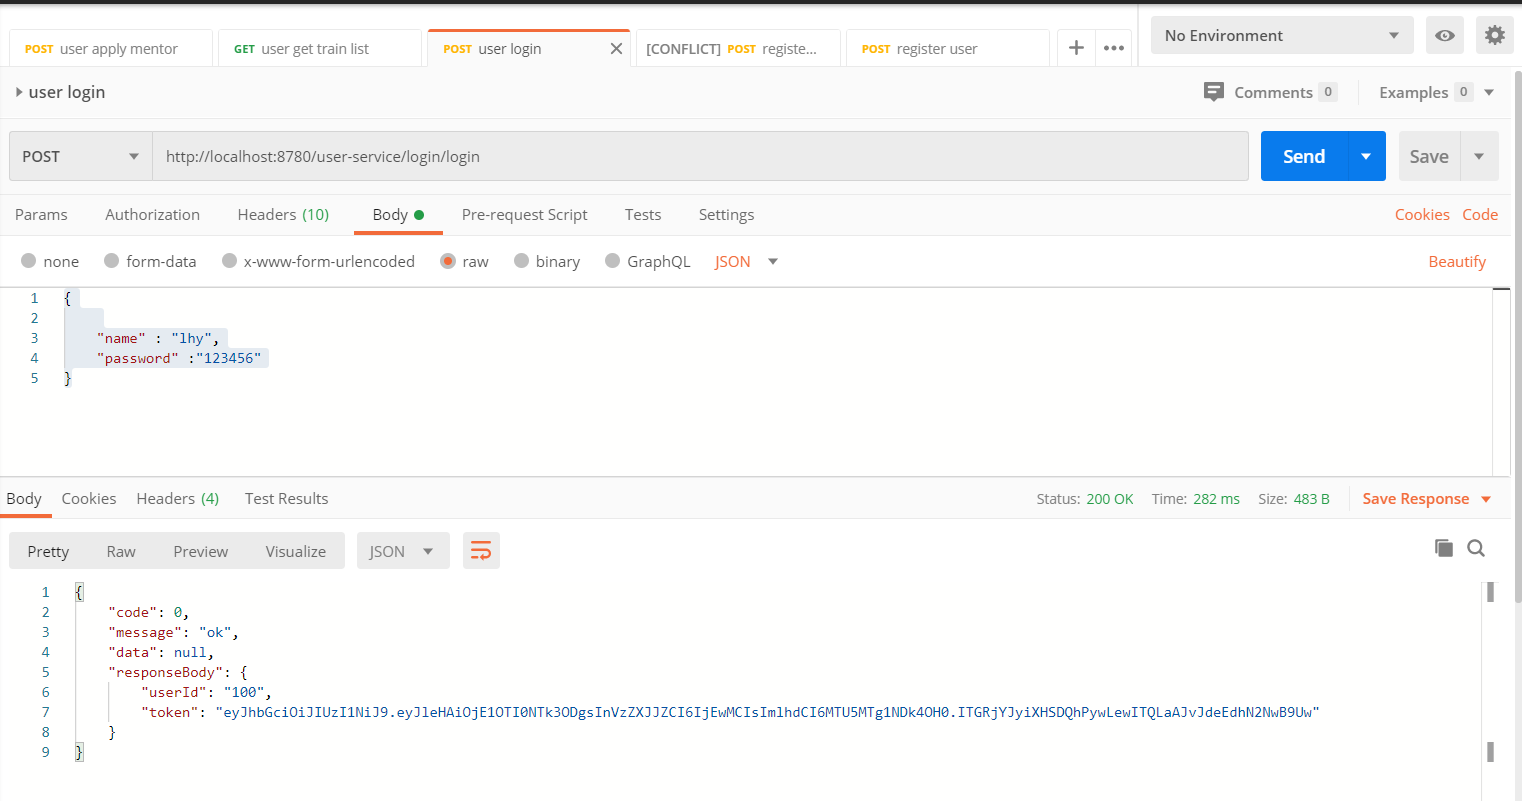 POST user apply mentor GET user get train list POST user login [CONFLICT] POST registe... POST register user No Environment
user login Comments 0 Examples 0
POST http://localhost:8780/user-service/login/login Send Save
Params Authorization Headers (10) Body Pre-request Script Tests Settings Cookies Code
none form-data x-www-form-urlencoded raw binary GraphQL JSON Beautify
1 {
2
3 "name" : "lhy",
4 "password" :"123456"
5 }
Body Cookies Headers (4) Test Results Status: 200 OK Time: 282 ms Size: 483 B Save Response
Pretty Raw Preview Visualize JSON
1 {
2 "code": 0,
3 "message": "ok",
4 "data": null,
5 "responseBody": {
6 "userId": "100",
7 "token": "eyJhbGciOiJIUzI1NiJ9.eyJleHAiOjE1OTI0NTk3ODgsInVzZXJJZCI6IjEwMCIsImlhdCI6MTU5MTg1NDk4OH0.ITGRjYJyiXHSDQhPywLewITQLaAJvJdeEdhN2NwB9Uw"
8 }
9 }